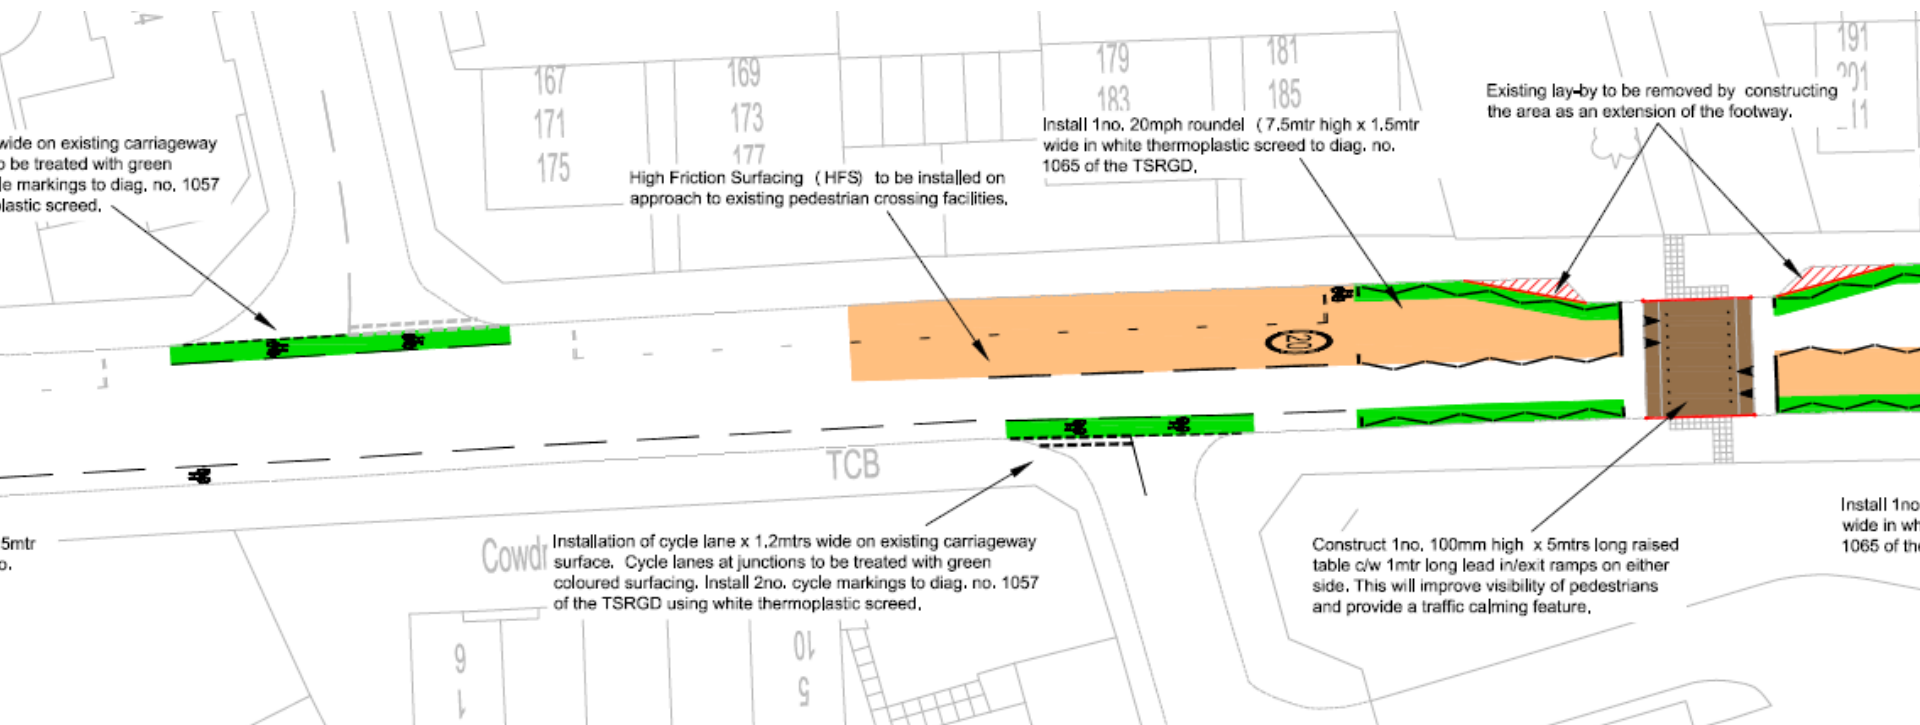 167
171
175
169
173
177
179
183
181
185
191
201
11
Existing lay-by to be removed by constructing
the area as an extension of the footway.
Install 1no. 20mph roundel (7.5mtr high x 1.5mtr
wide in white thermoplastic screed to diag. no.
1065 of the TSRGD.
wide on existing carriageway
o be treated with green
le markings to diag. no. 1057
lastic screed.
High Friction Surfacing (HFS) to be installed on
approach to existing pedestrian crossing facilities.
20
TCB
5mtr
o.
Cowdr
Installation of cycle lane x 1.2mtrs wide on existing carriageway
surface. Cycle lanes at junctions to be treated with green
coloured surfacing. Install 2no. cycle markings to diag. no. 1057
of the TSRGD using white thermoplastic screed.
Construct 1no. 100mm high x 5mtrs long raised
table c/w 1mtr long lead in/exit ramps on either
side. This will improve visibility of pedestrians
and provide a traffic calming feature.
Install 1no
wide in wh
1065 of the
6
1
10
5